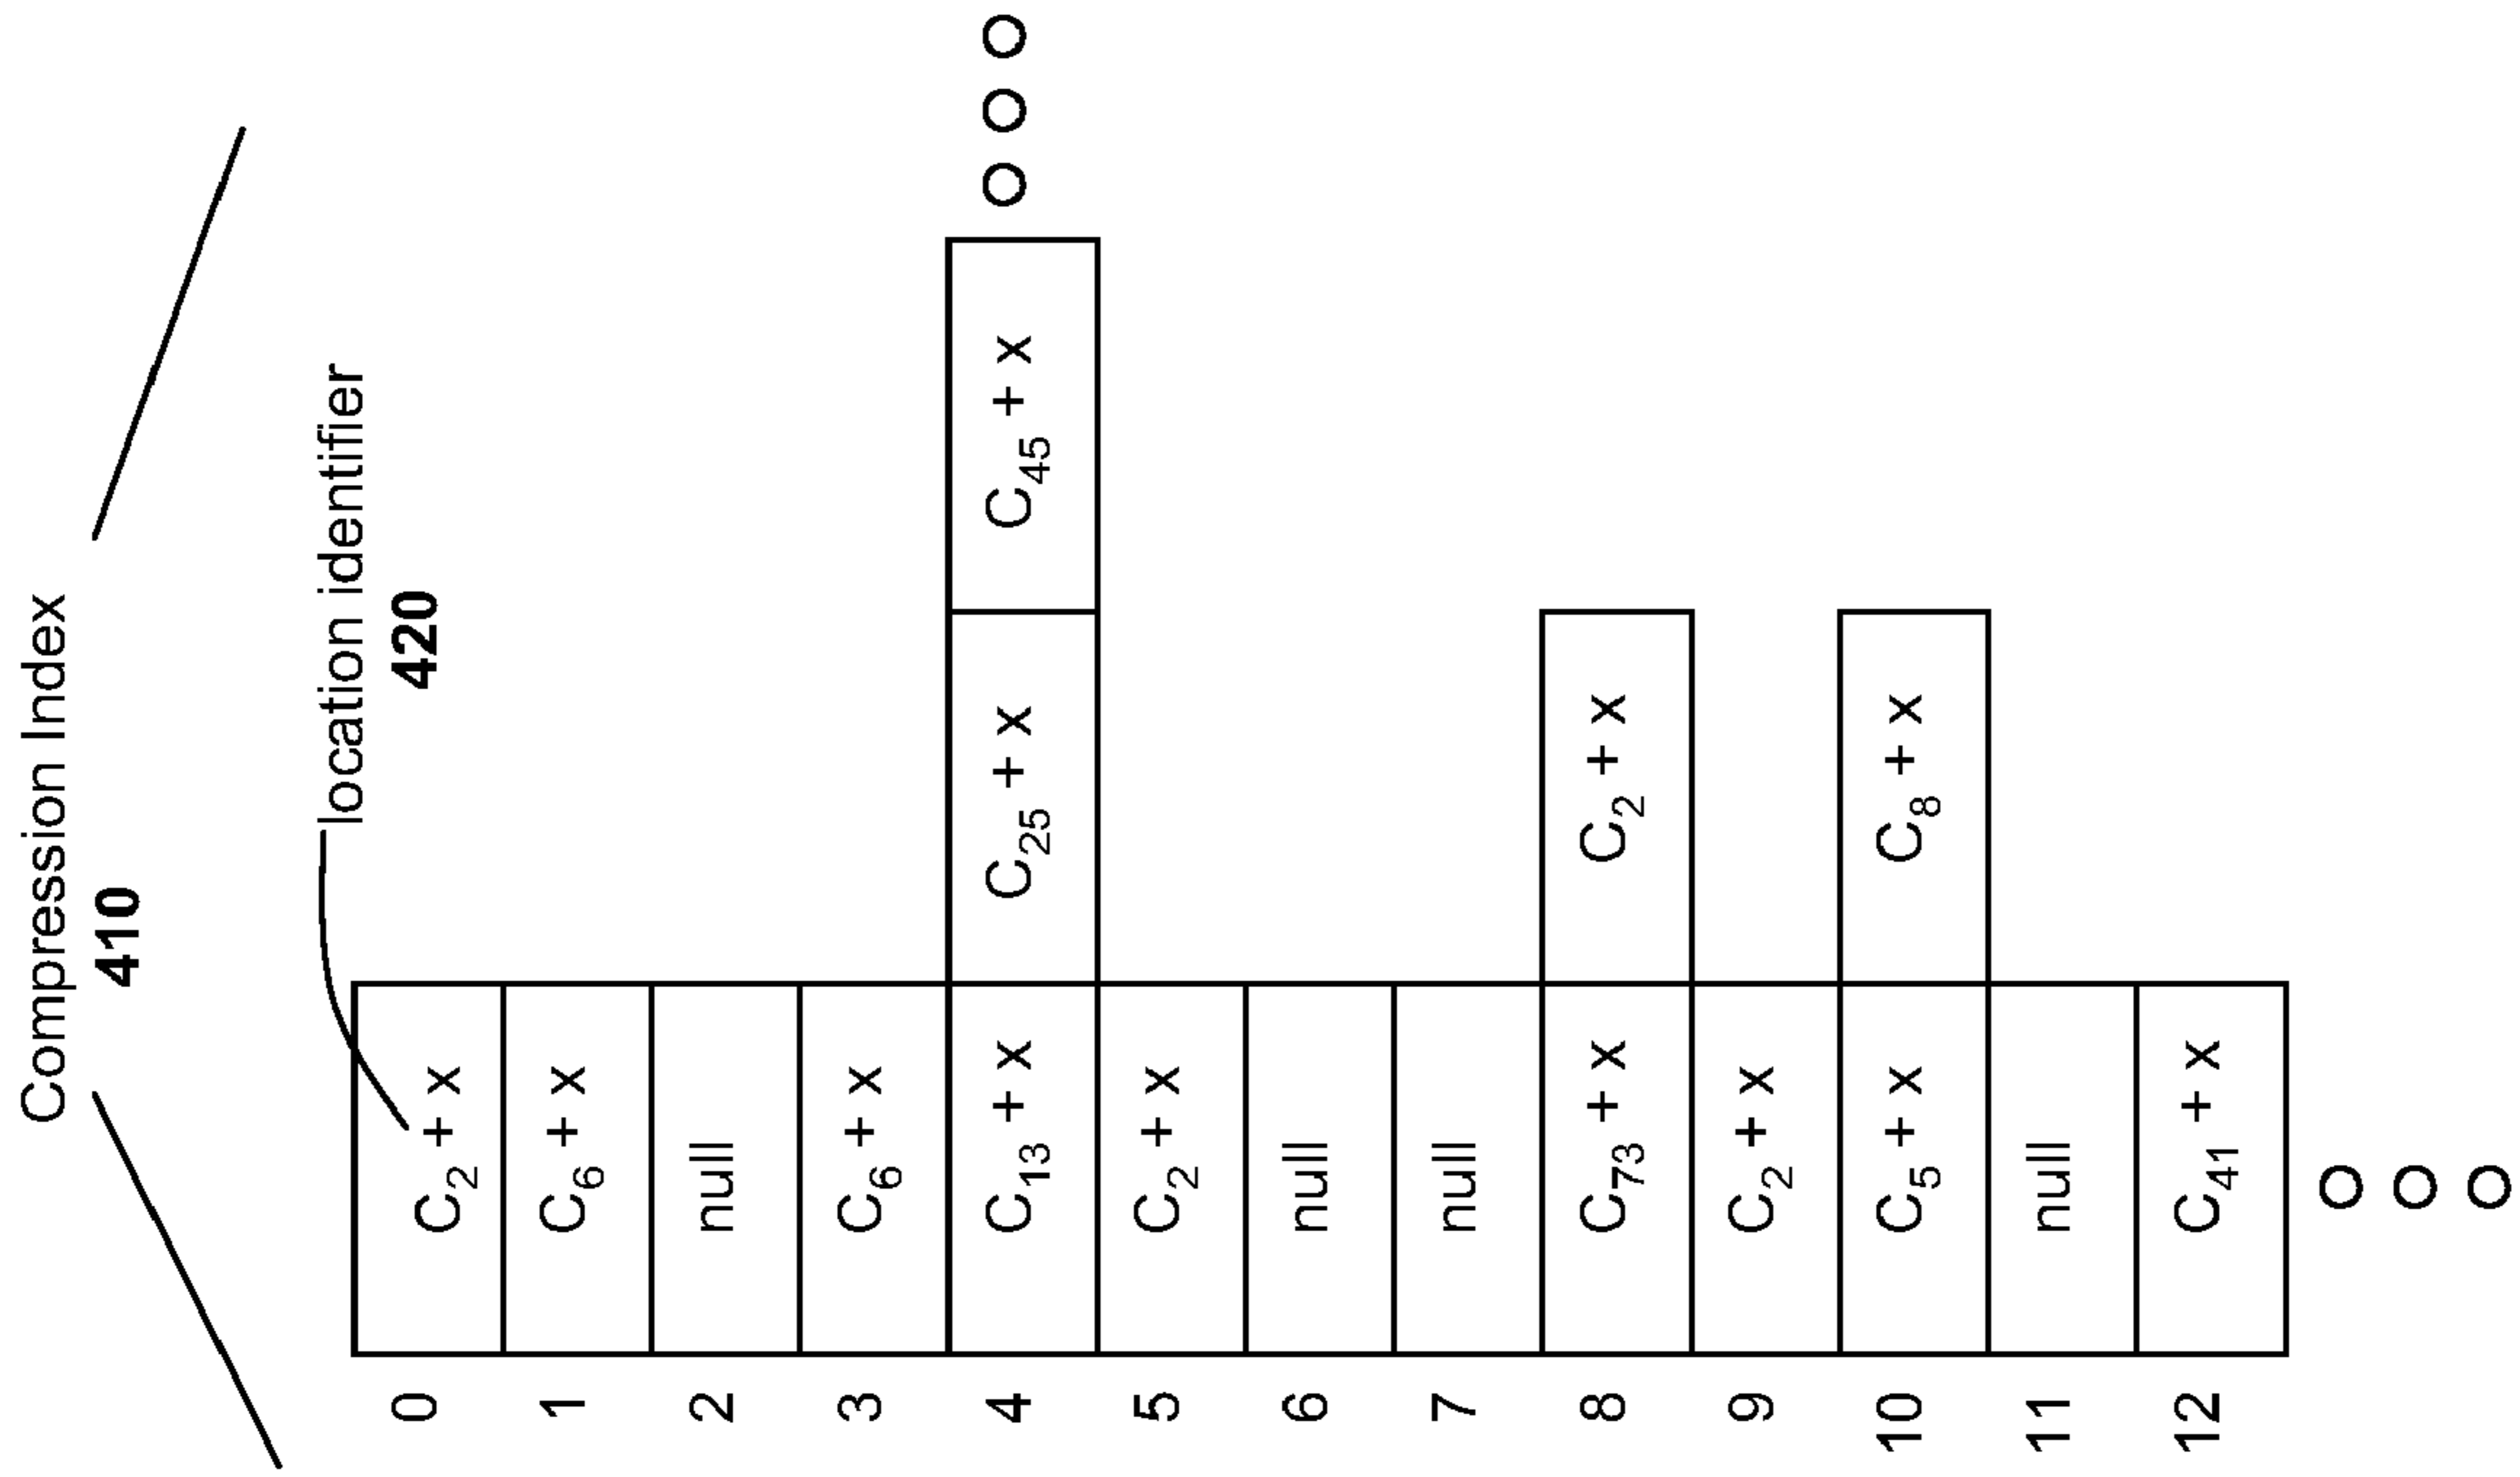 Compression Index
410
location identifier
420
0 C₂ + x
1 C₆ + x
2 null
3 C₆ + x
4 C₁₃ + x C₂₅ + x C₄₅ + x
5 C₂ + x
6 null
7 null
8 C₇₃ + x C₂ + x
9 C₂ + x
10 C₅ + x C₈ + x
11 null
12 C₄₁ + x